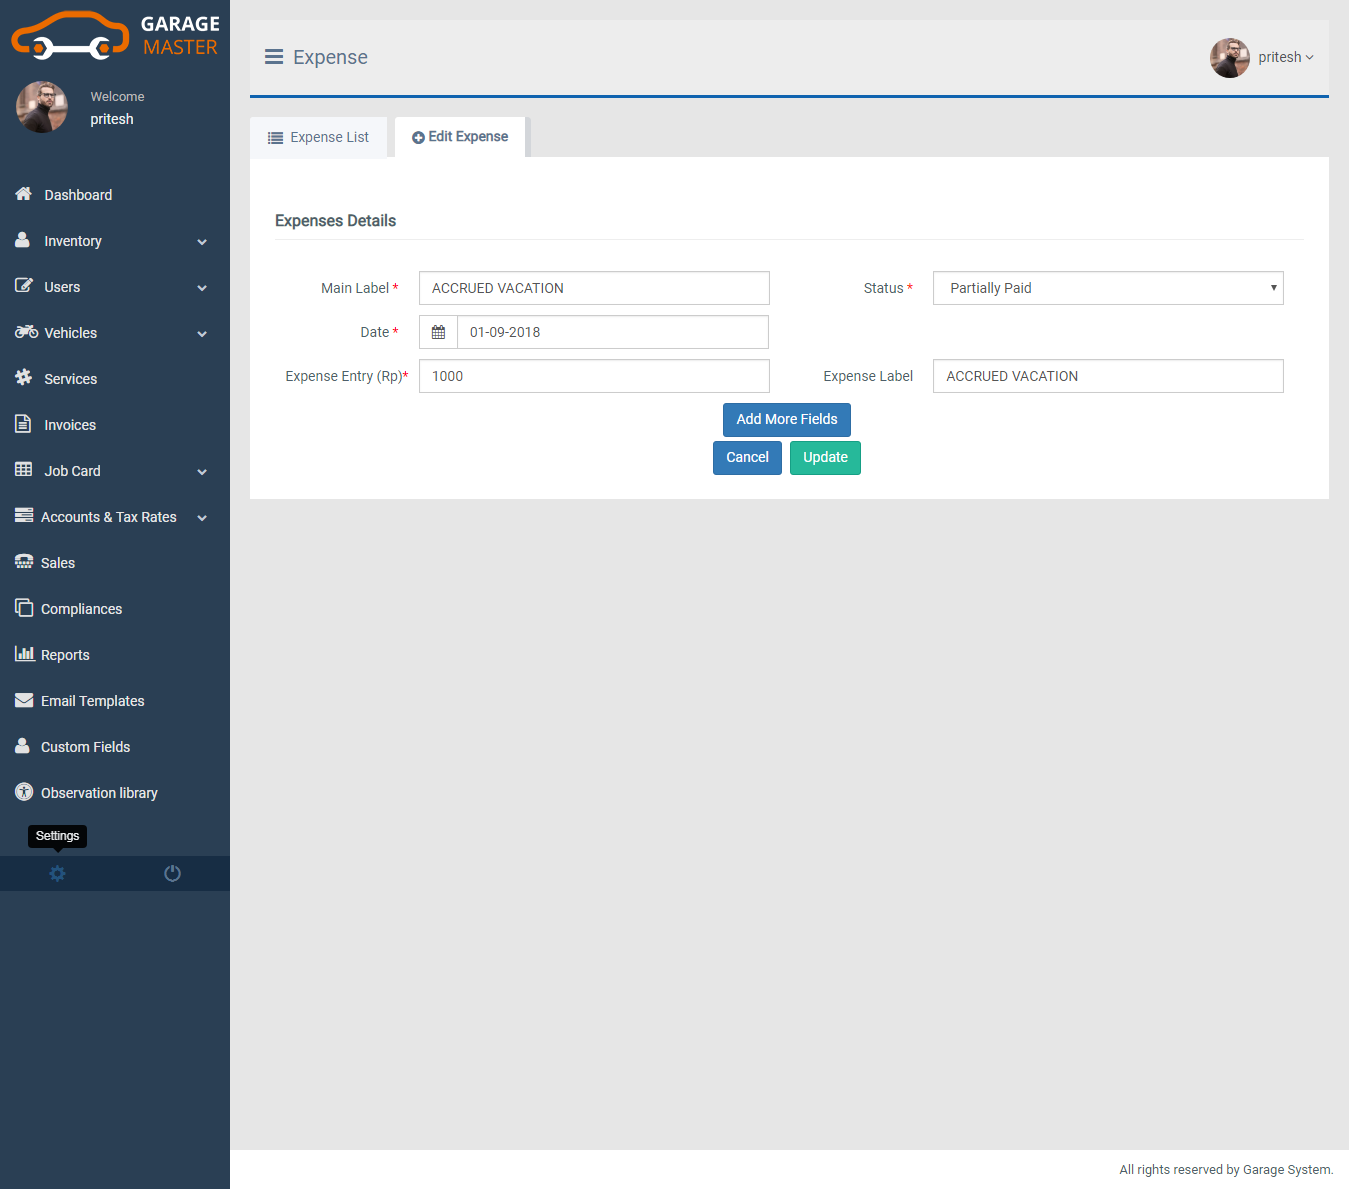 GARAGE
MASTER
Welcome
pritesh
Dashboard
Inventory
Users
Vehicles
Services
Invoices
Job Card
Accounts & Tax Rates
Sales
Compliances
Reports
Email Templates
Custom Fields
Observation library
Settings
Expense
pritesh
Expense List
Edit Expense
Expenses Details
Main Label * ACCRUED VACATION Status * Partially Paid
Date * 01-09-2018
Expense Entry (Rp)* 1000 Expense Label ACCRUED VACATION
Add More Fields
Cancel Update
All rights reserved by Garage System.